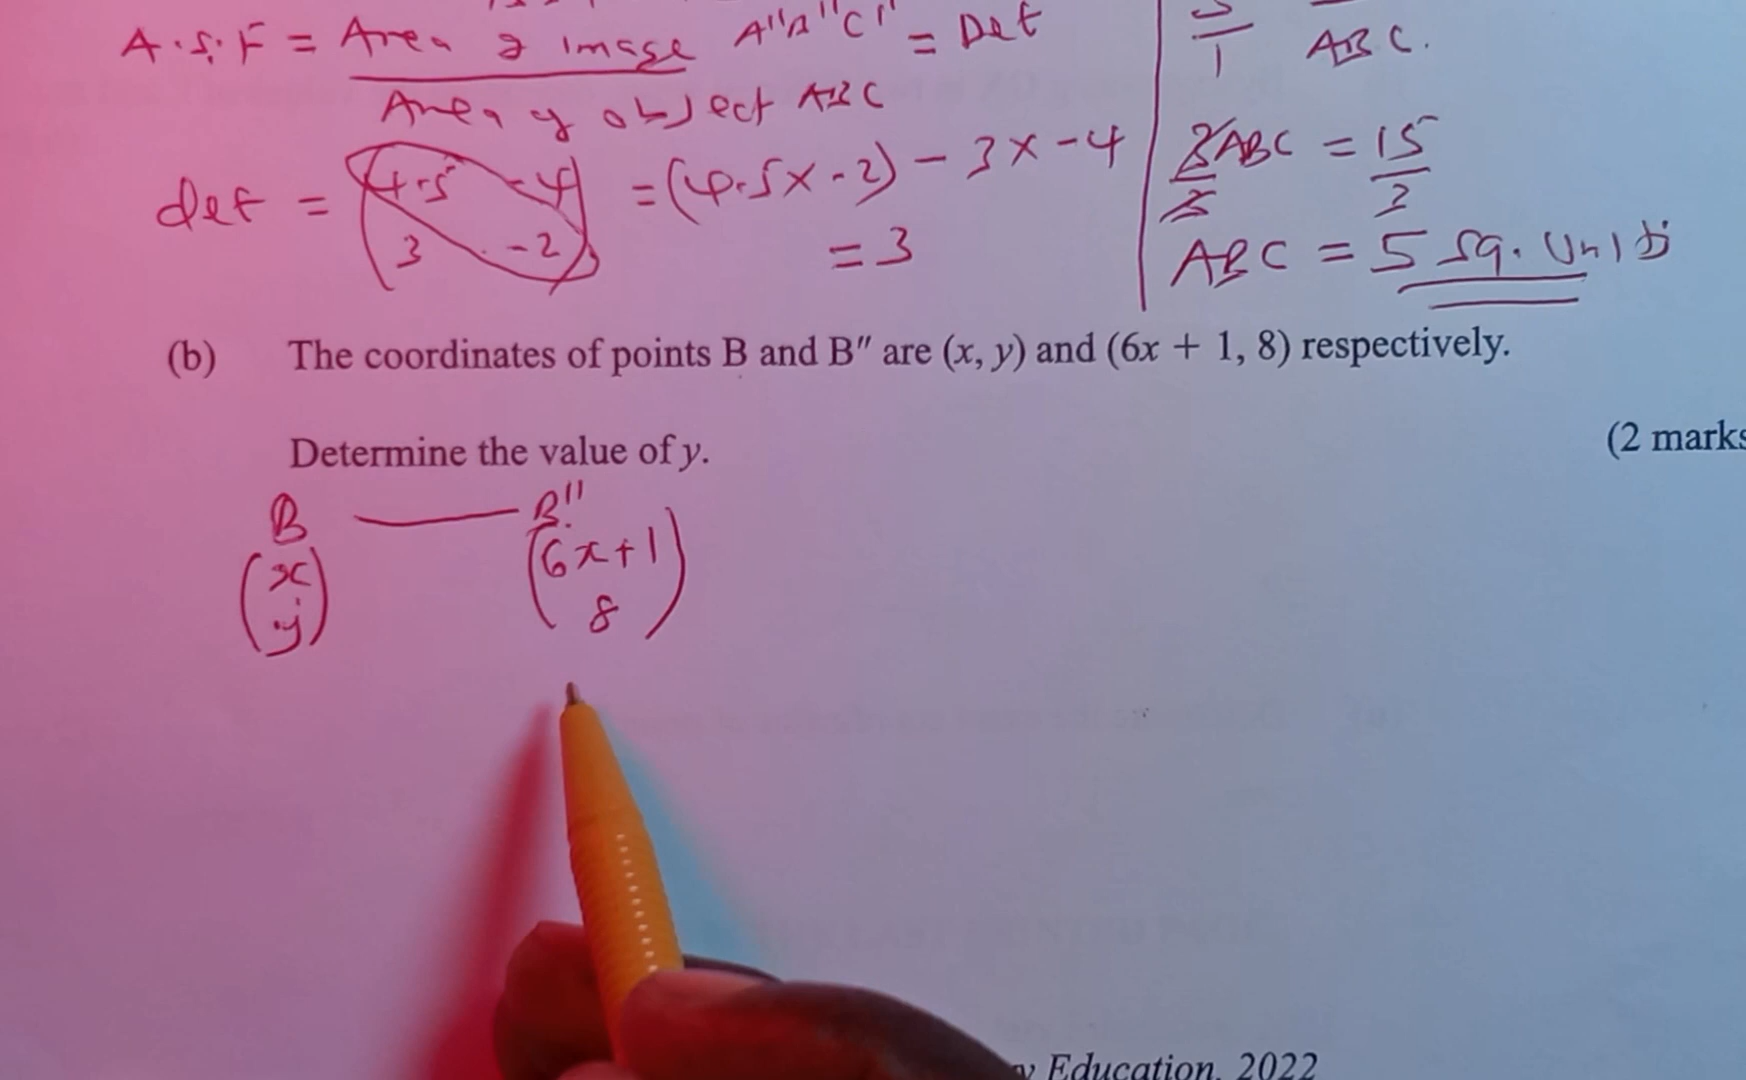 A.S.F = Area of image A''B''C'' = Det
Area of object ABC
det = (4.5 -4
3 -2) = (4.5x-2) - 3x-4
= 3
1 ABC.
3ABC = 15
3 3
ABC = 5 sq. units
(b) The coordinates of points B and B″ are (x, y) and (6x + 1, 8) respectively.
Determine the value of y.
(2 marks
B — B''
(x
y) (6x+1
8)
y Education, 2022